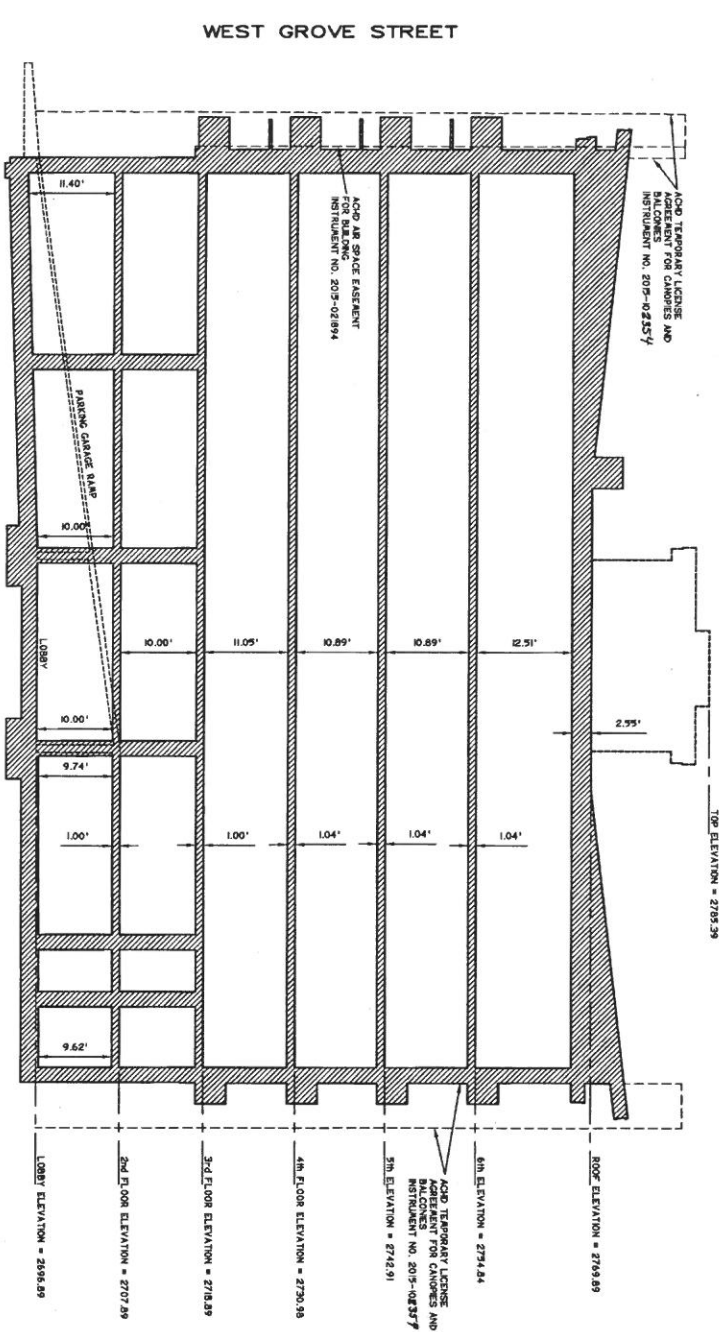 WEST GROVE STREET
ACHD TEMPORARY LICENSE
AGREEMENT FOR CANOPIES AND
BALCONIES
INSTRUMENT NO.
ACHD AIR SPACE EASEMENT
FOR BUILDING
INSTRUMENT NO. 2015-021894
11.40'
PARKING GARAGE RAMP
10.00'
LOBBY
10.00'
11.05'
10.89'
10.89'
12.51'
2.55'
10.00'
9.74'
1.00'
1.00'
1.04'
1.04'
1.04'
9.62'
TOP ELEVATION = 2785.39
ROOF ELEVATION = 2769.89
6th ELEVATION = 2754.84
5th ELEVATION = 2742.91
4th FLOOR ELEVATION = 2730.98
3rd FLOOR ELEVATION = 2718.89
2nd FLOOR ELEVATION = 2707.89
LOBBY ELEVATION = 2696.89
ACHD TEMPORARY LICENSE
AGREEMENT FOR CANOPIES AND
BALCONIES
INSTRUMENT NO.